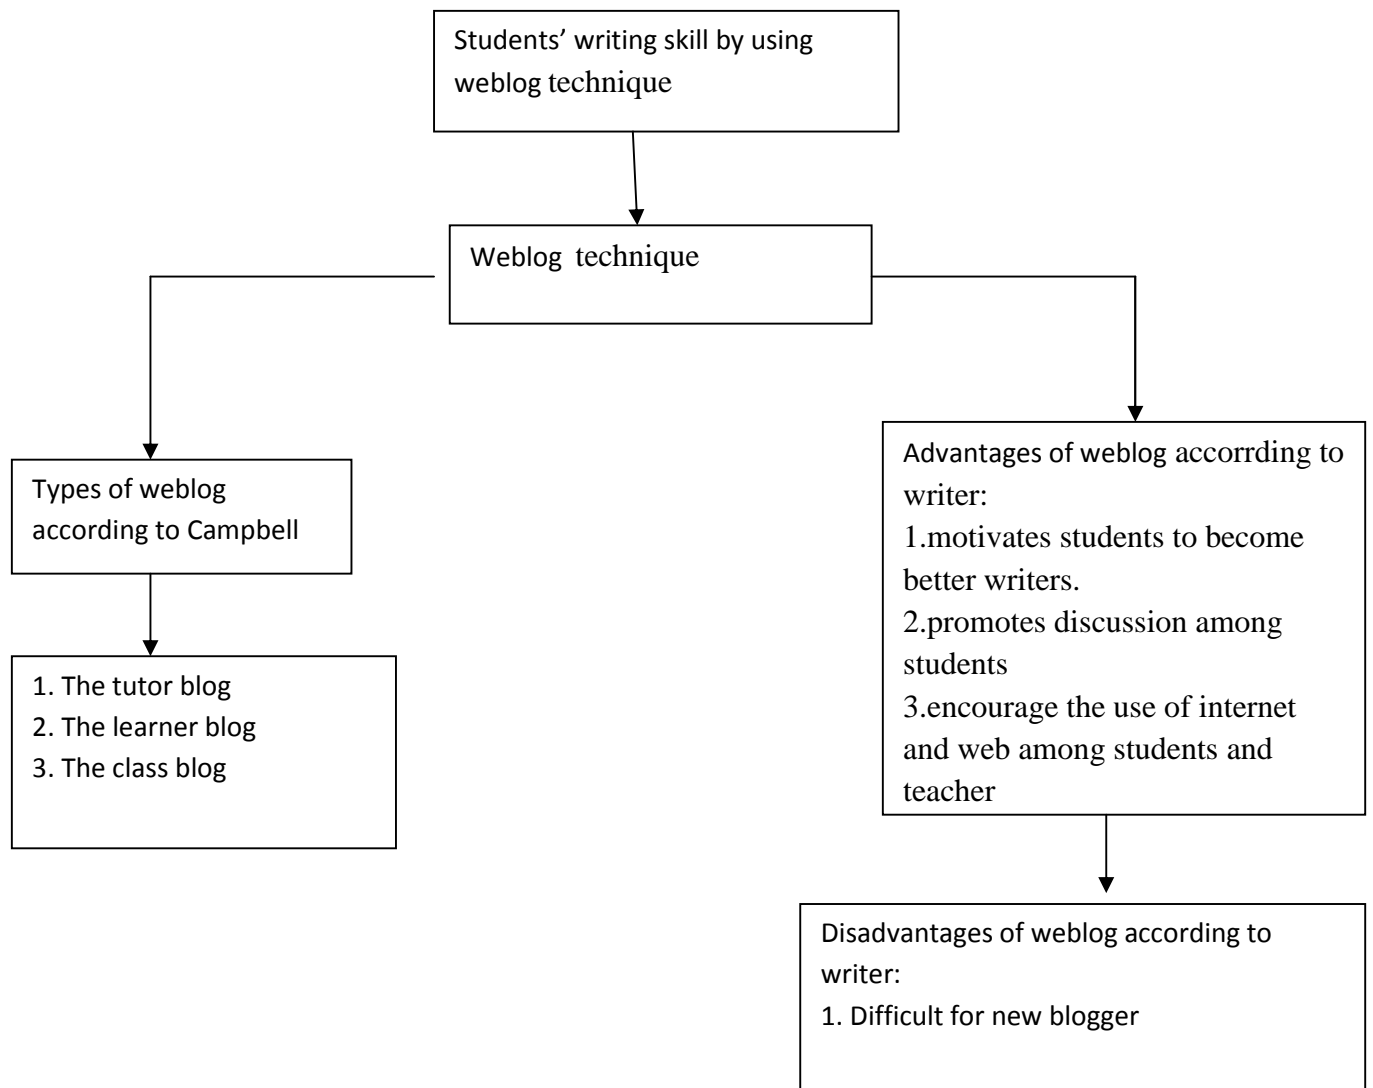 Students’ writing skill by using
weblog technique
Weblog technique
Types of weblog
according to Campbell
1. The tutor blog
2. The learner blog
3. The class blog
Advantages of weblog accorrding to
writer:
1.motivates students to become
better writers.
2.promotes discussion among
students
3.encourage the use of internet
and web among students and
teacher
Disadvantages of weblog according to
writer:
1. Difficult for new blogger